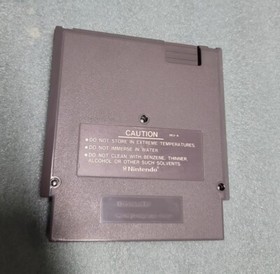 CAUTION
•DO NOT STORE IN EXTREME TEMPERATURES.
•DO NOT IMMERSE IN WATER.
•DO NOT CLEAN WITH BENZENE, THINNER,
ALCOHOL OR OTHER SUCH SOLVENTS.
Nintendo